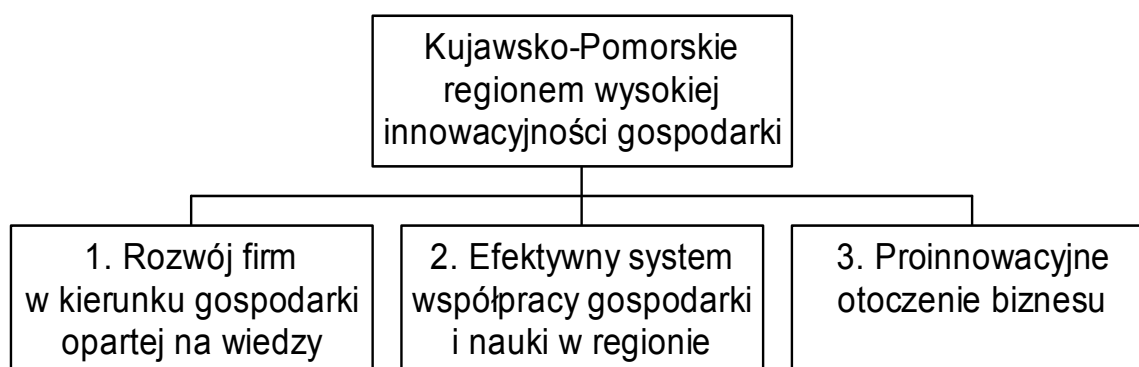 Kujawsko-Pomorskie
regionem wysokiej
innowacyjności gospodarki
1. Rozwój firm
w kierunku gospodarki
opartej na wiedzy
2. Efektywny system
współpracy gospodarki
i nauki w regionie
3. Proinnowacyjne
otoczenie biznesu